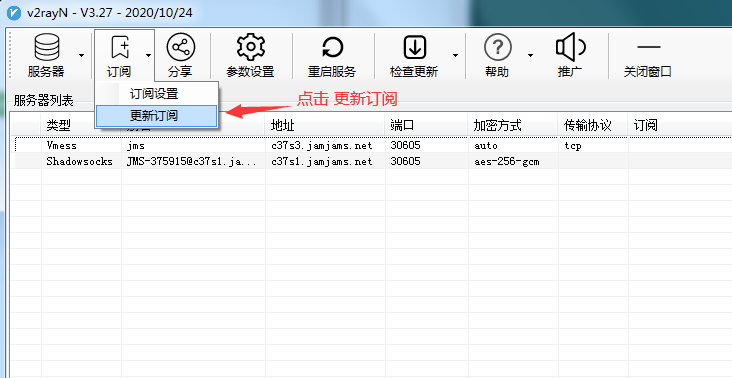 v2rayN - V3.27 - 2020/10/24
服务器 订阅 分享 参数设置 重启服务 检查更新 帮助 推广 关闭窗口
订阅设置
更新订阅
点击 更新订阅
服务器列表
类型 地址 端口 加密方式 传输协议 订阅
Vmess jms c37s3.jamjams.net 30605 auto tcp
Shadowsocks JMS-375915@c37s1.ja... c37s1.jamjams.net 30605 aes-256-gcm